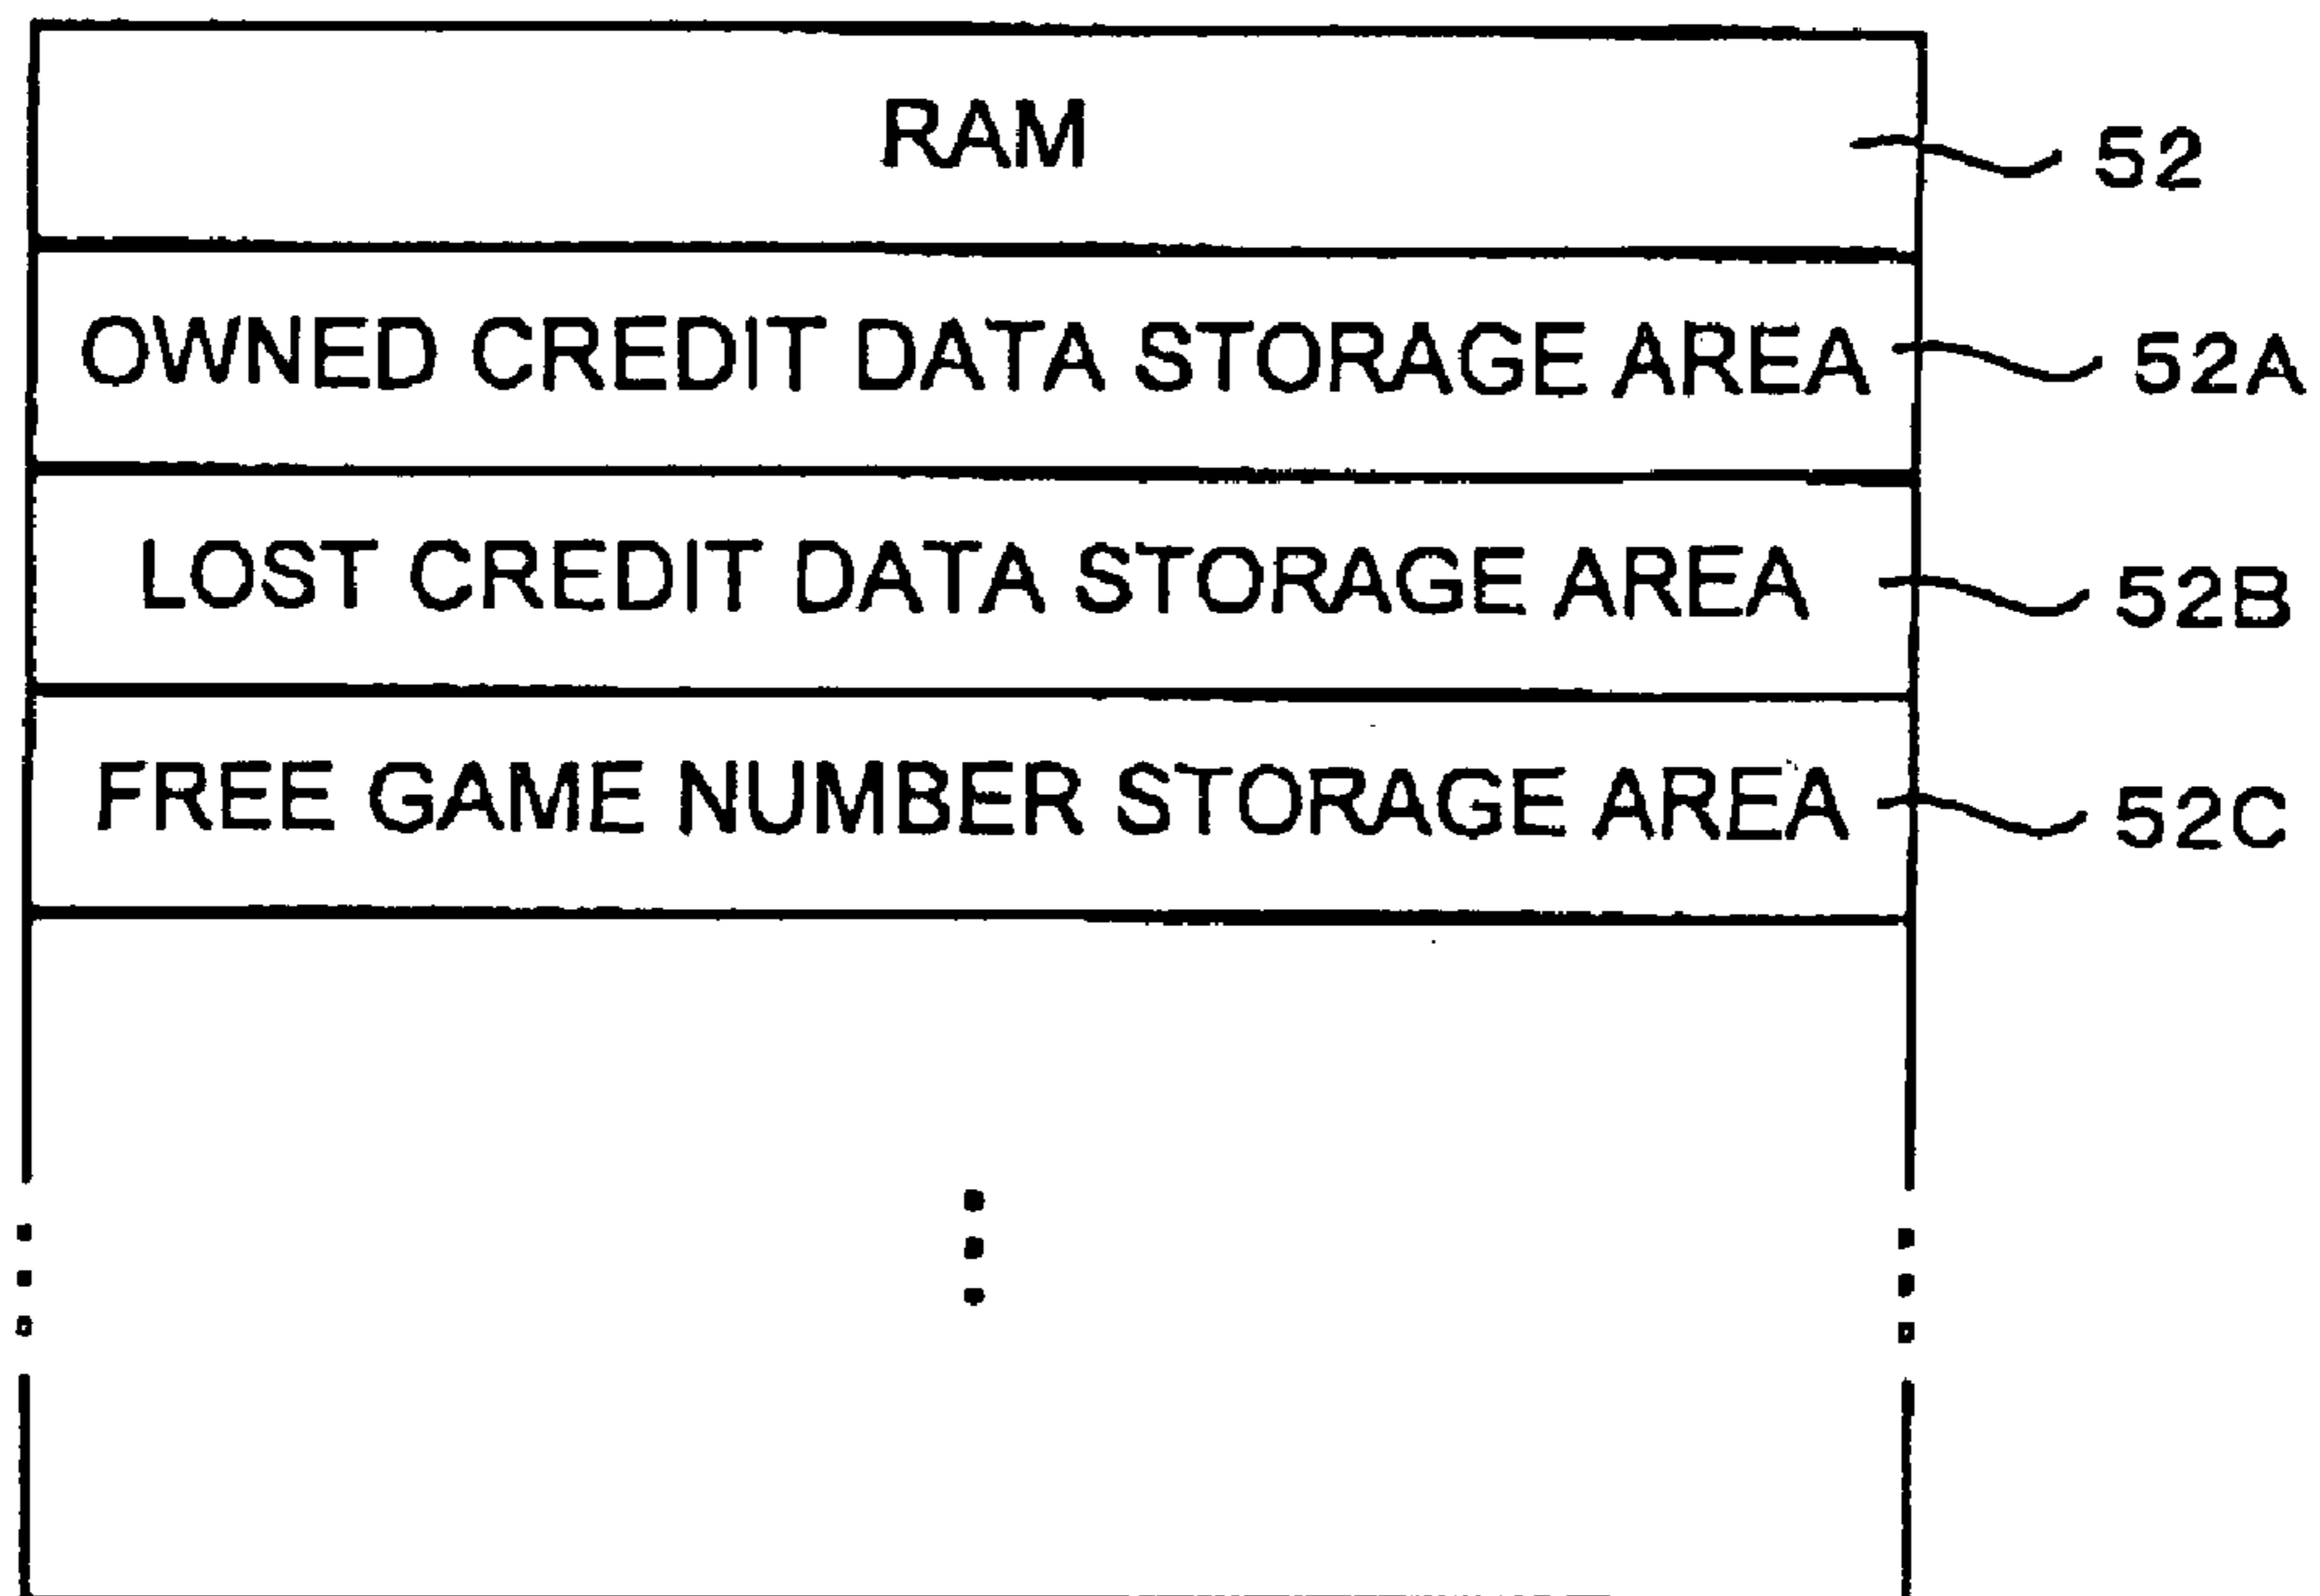 RAM 52
OWNED CREDIT DATA STORAGE AREA 52A
LOST CREDIT DATA STORAGE AREA 52B
FREE GAME NUMBER STORAGE AREA 52C